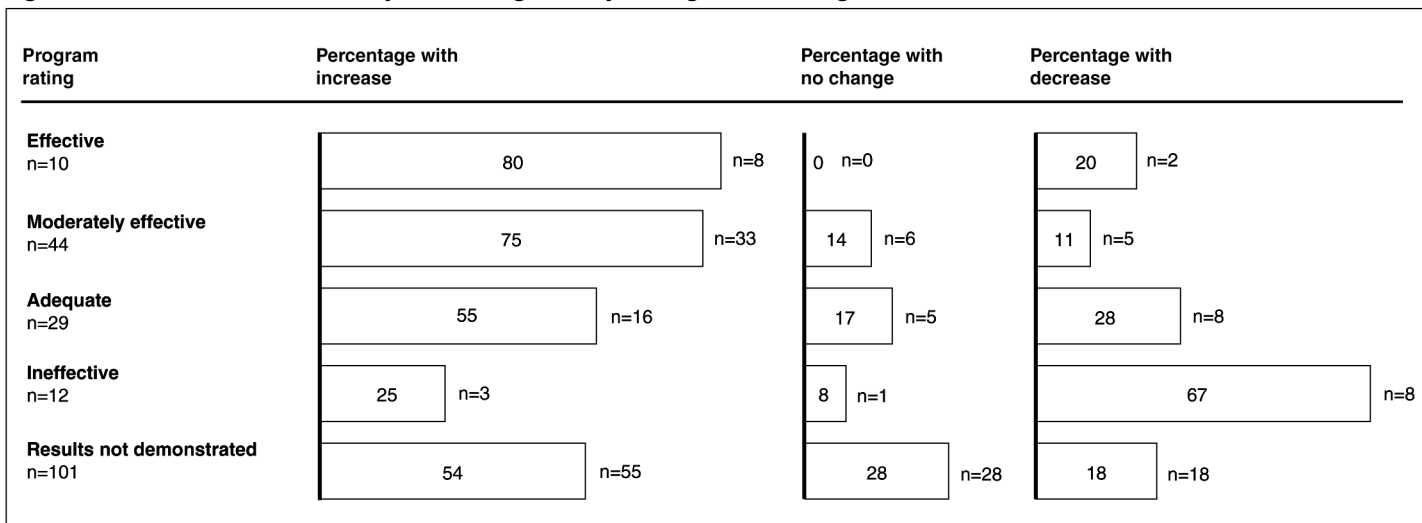 Program rating
Percentage with increase
Percentage with no change
Percentage with decrease
Effective
n=10
80 n=8
0 n=0
20 n=2
Moderately effective
n=44
75 n=33
14 n=6
11 n=5
Adequate
n=29
55 n=16
17 n=5
28 n=8
Ineffective
n=12
25 n=3
8 n=1
67 n=8
Results not demonstrated
n=101
54 n=55
28 n=28
18 n=18